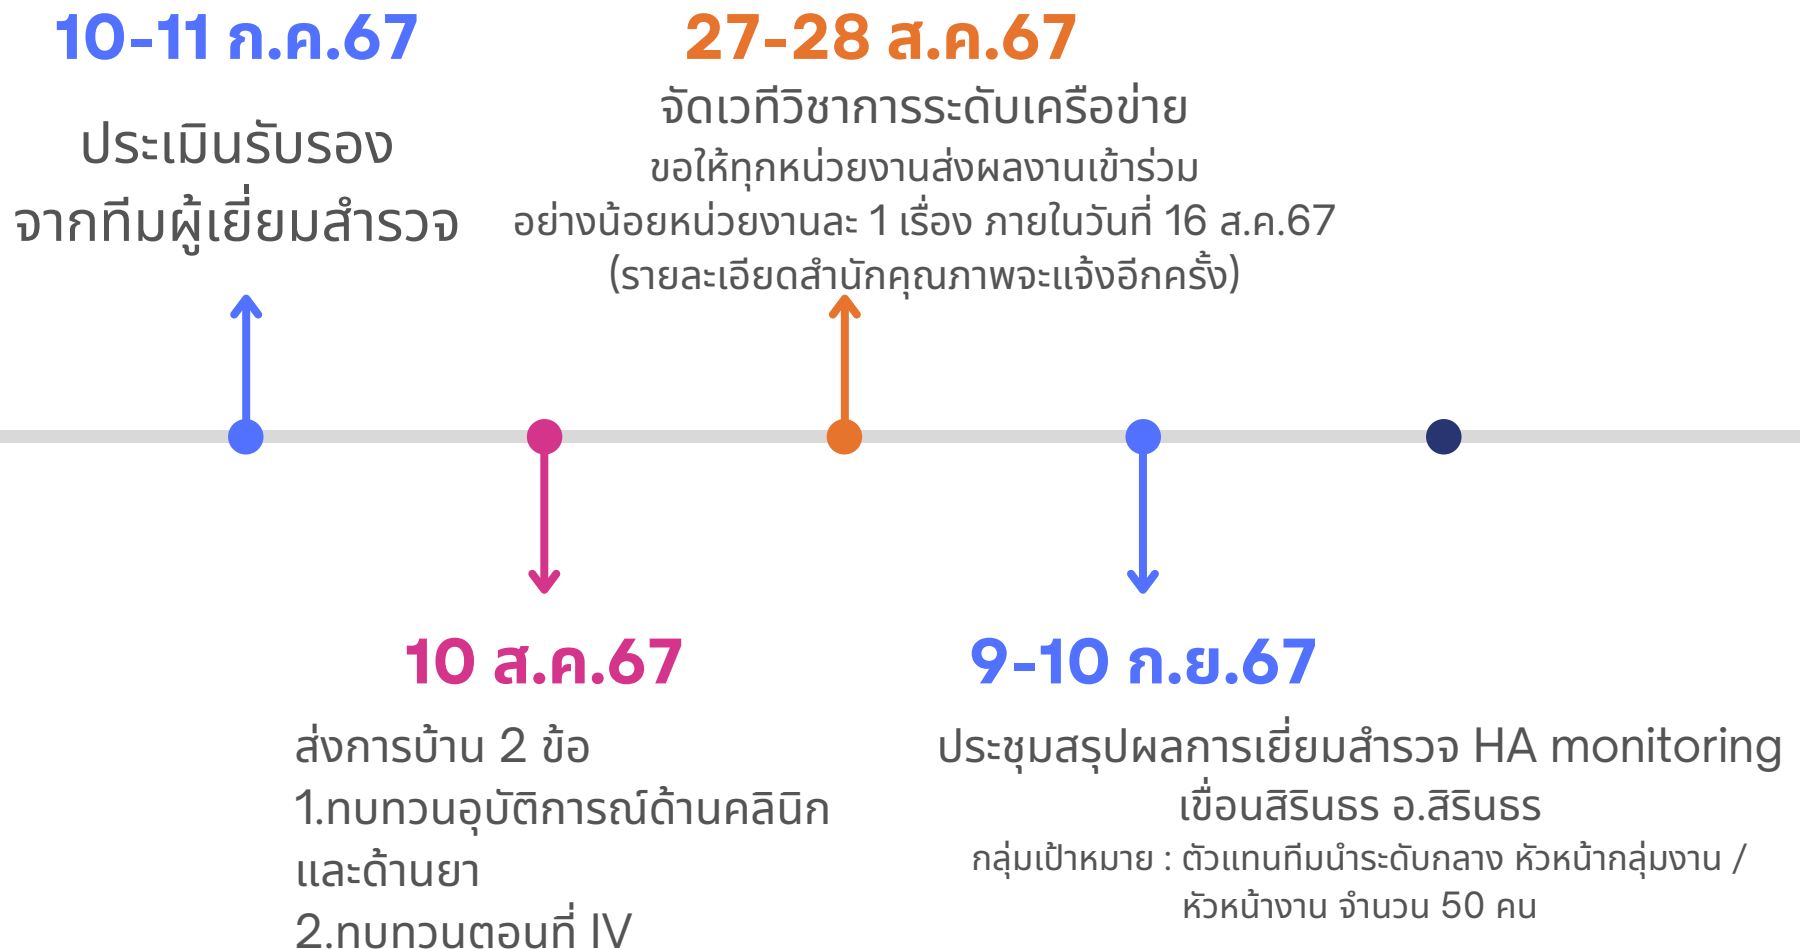 10-11 ก.ค.67
ประเมินรับรอง
จากทีมผู้เยี่ยมสำรวจ
27-28 ส.ค.67
จัดเวทีวิชาการระดับเครือข่าย
ขอให้ทุกหน่วยงานส่งผลงานเข้าร่วม
อย่างน้อยหน่วยงานละ 1 เรื่อง ภายในวันที่ 16 ส.ค.67
(รายละเอียดสำนักคุณภาพจะแจ้งอีกครั้ง)
10 ส.ค.67
ส่งการบ้าน 2 ข้อ
1.ทบทวนอุบัติการณ์ด้านคลินิก
และด้านยา
2.ทบทวนตอนที่ IV
9-10 ก.ย.67
ประชุมสรุปผลการเยี่ยมสำรวจ HA monitoring
เขื่อนสิรินธร อ.สิรินธร
กลุ่มเป้าหมาย : ตัวแทนทีมนำระดับกลาง หัวหน้ากลุ่มงาน /
หัวหน้างาน จำนวน 50 คน